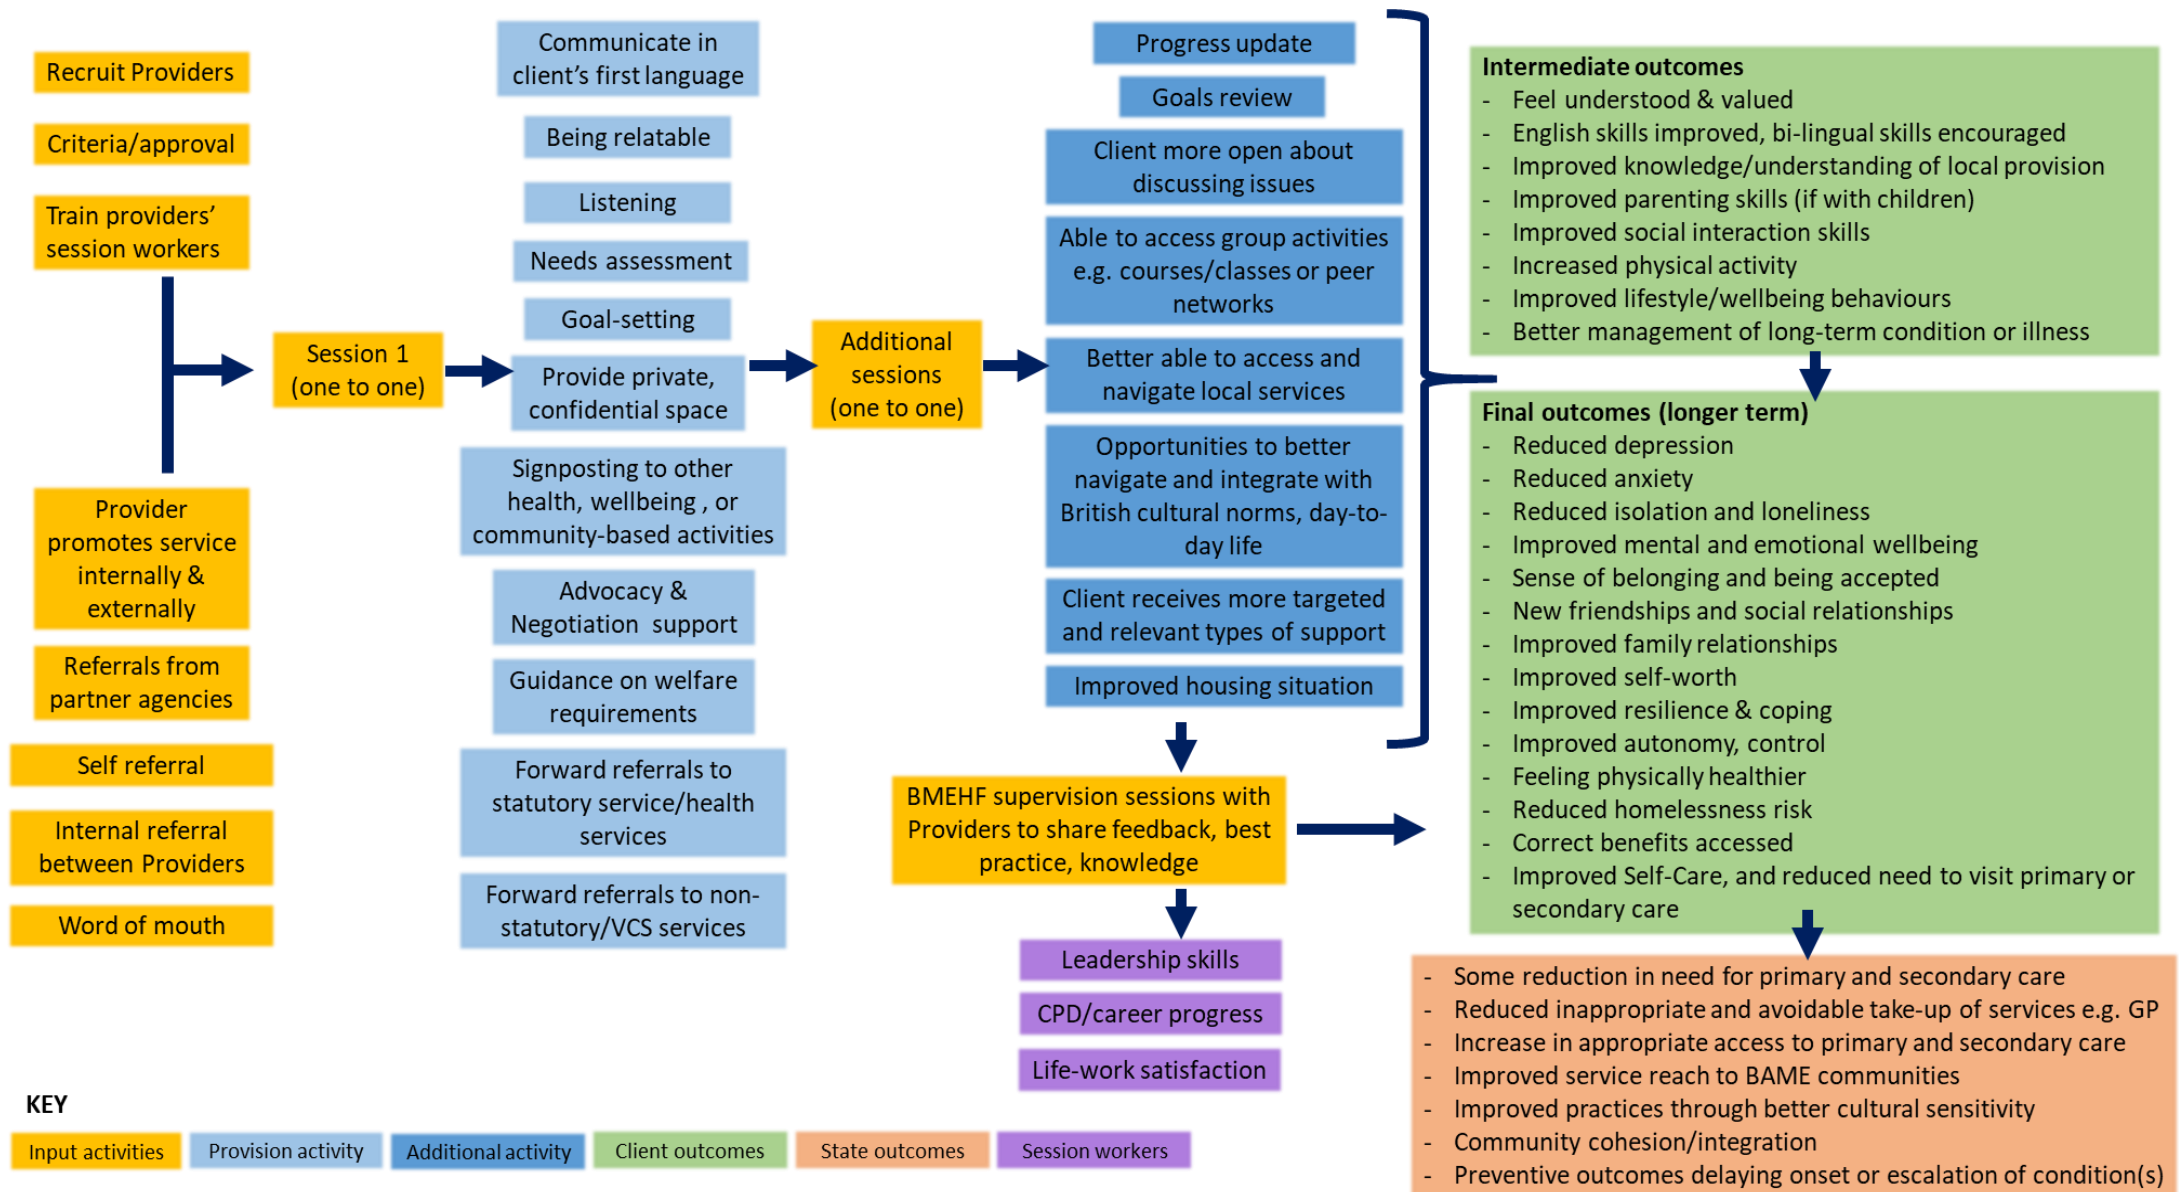 Recruit Providers
Criteria/approval
Train providers’
session workers
Provider
promotes service
internally &
externally
Referrals from
partner agencies
Self referral
Internal referral
between Providers
Word of mouth
Session 1
(one to one)
Communicate in
client’s first language
Being relatable
Listening
Needs assessment
Goal-setting
Provide private,
confidential space
Signposting to other
health, wellbeing , or
community-based activities
Advocacy &
Negotiation support
Guidance on welfare
requirements
Forward referrals to
statutory service/health
services
Forward referrals to non-
statutory/VCS services
Additional
sessions
(one to one)
Progress update
Goals review
Client more open about
discussing issues
Able to access group activities
e.g. courses/classes or peer
networks
Better able to access and
navigate local services
Opportunities to better
navigate and integrate with
British cultural norms, day-to-
day life
Client receives more targeted
and relevant types of support
Improved housing situation
BMEHF supervision sessions with
Providers to share feedback, best
practice, knowledge
Leadership skills
CPD/career progress
Life-work satisfaction
Intermediate outcomes
- Feel understood & valued
- English skills improved, bi-lingual skills encouraged
- Improved knowledge/understanding of local provision
- Improved parenting skills (if with children)
- Improved social interaction skills
- Increased physical activity
- Improved lifestyle/wellbeing behaviours
- Better management of long-term condition or illness
Final outcomes (longer term)
- Reduced depression
- Reduced anxiety
- Reduced isolation and loneliness
- Improved mental and emotional wellbeing
- Sense of belonging and being accepted
- New friendships and social relationships
- Improved family relationships
- Improved self-worth
- Improved resilience & coping
- Improved autonomy, control
- Feeling physically healthier
- Reduced homelessness risk
- Correct benefits accessed
- Improved Self-Care, and reduced need to visit primary or
secondary care
- Some reduction in need for primary and secondary care
- Reduced inappropriate and avoidable take-up of services e.g. GP
- Increase in appropriate access to primary and secondary care
- Improved service reach to BAME communities
- Improved practices through better cultural sensitivity
- Community cohesion/integration
- Preventive outcomes delaying onset or escalation of condition(s)
KEY
Input activities
Provision activity
Additional activity
Client outcomes
State outcomes
Session workers